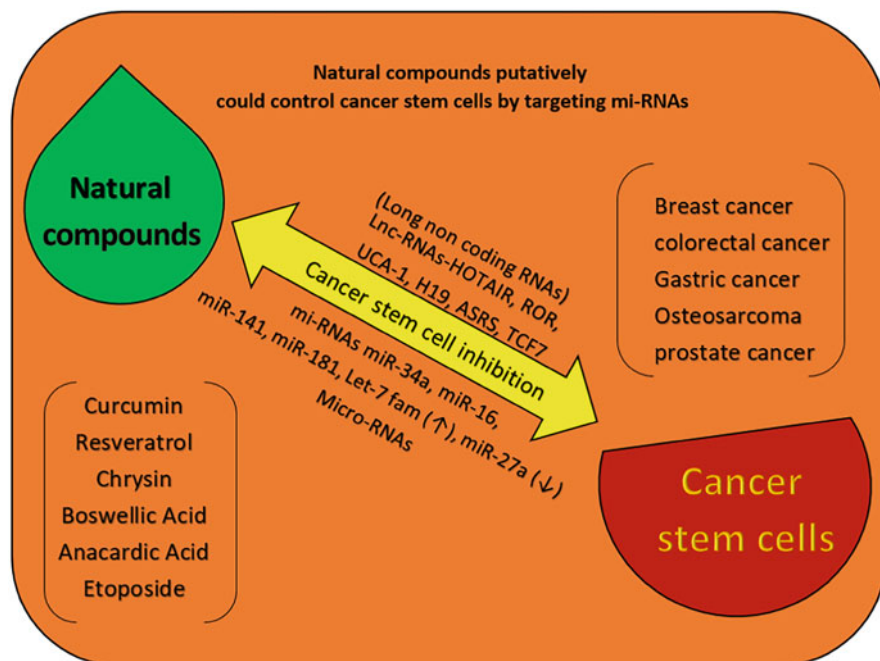 Natural compounds putatively
could control cancer stem cells by targeting mi-RNAs
Natural
compounds
(Long non coding RNAs)
Lnc-RNAs-HOTAIR, ROR,
UCA-1, H19, ASRS, TCF7
Cancer stem cell inhibition
mi-RNAs miR-34a, miR-16,
miR-141, miR-181, Let-7 fam (↑), miR-27a (↓)
Micro-RNAs
Breast cancer
colorectal cancer
Gastric cancer
Osteosarcoma
prostate cancer
Curcumin
Resveratrol
Chrysin
Boswellic Acid
Anacardic Acid
Etoposide
Cancer
stem cells